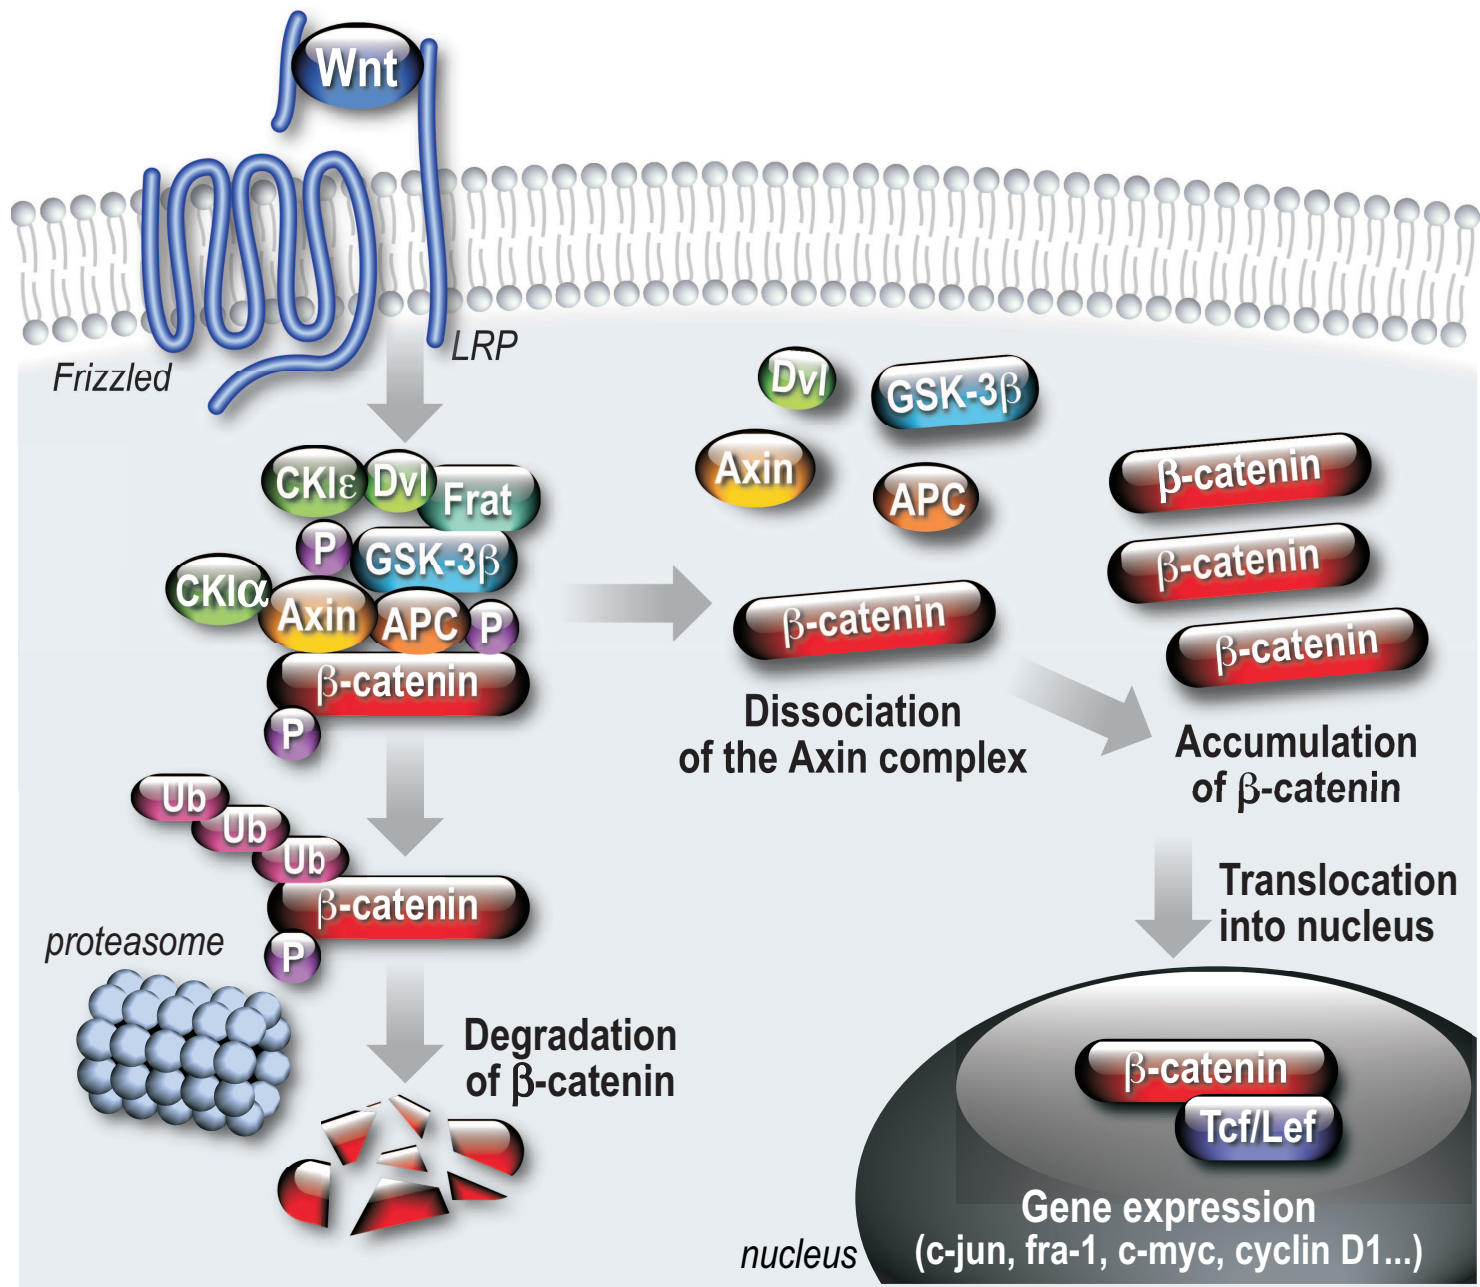 Wnt
LRP
Frizzled
CKIε
Dvl
Frat
P
GSK-3β
CKIα
Axin
APC
P
β-catenin
P
Ub
Ub
Ub
β-catenin
P
proteasome
Degradation
of β-catenin
Dvl
GSK-3β
Axin
APC
β-catenin
Dissociation
of the Axin complex
β-catenin
β-catenin
β-catenin
Accumulation
of β-catenin
Translocation
into nucleus
β-catenin
Tcf/Lef
Gene expression
(c-jun, fra-1, c-myc, cyclin D1...)
nucleus